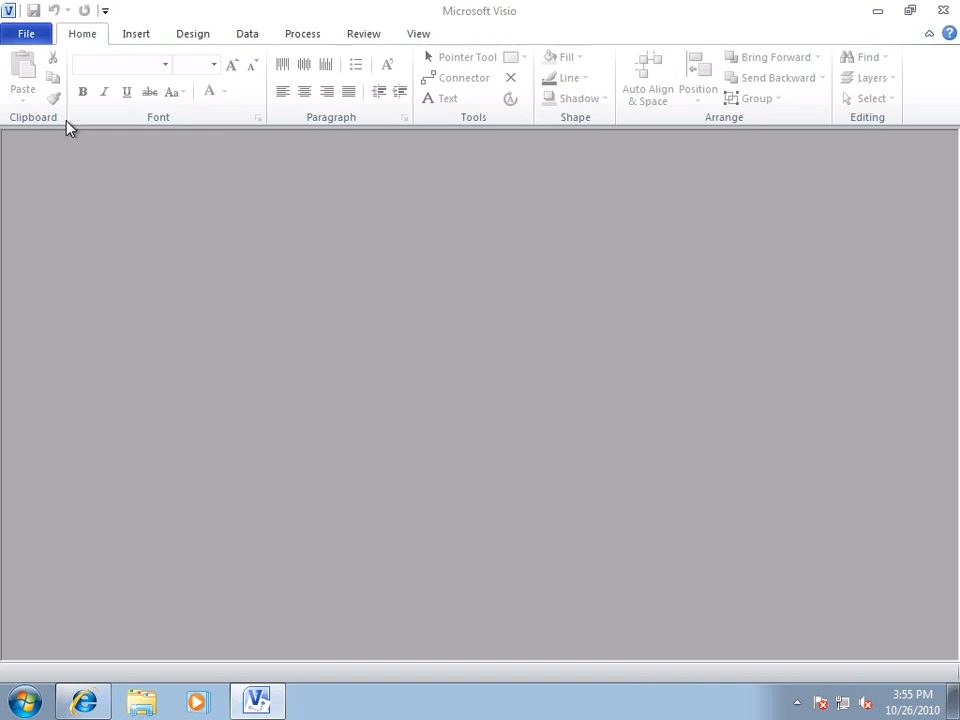 Microsoft Visio
File Home Insert Design Data Process Review View
Paste
Clipboard
B I U abc Aa A
Font
A
Paragraph
Pointer Tool
Connector
A Text
Tools
Fill
Line
Shadow
Shape
Auto Align & Space
Position
Bring Forward
Send Backward
Group
Arrange
Find
Layers
Select
Editing
3:55 PM
10/26/2010